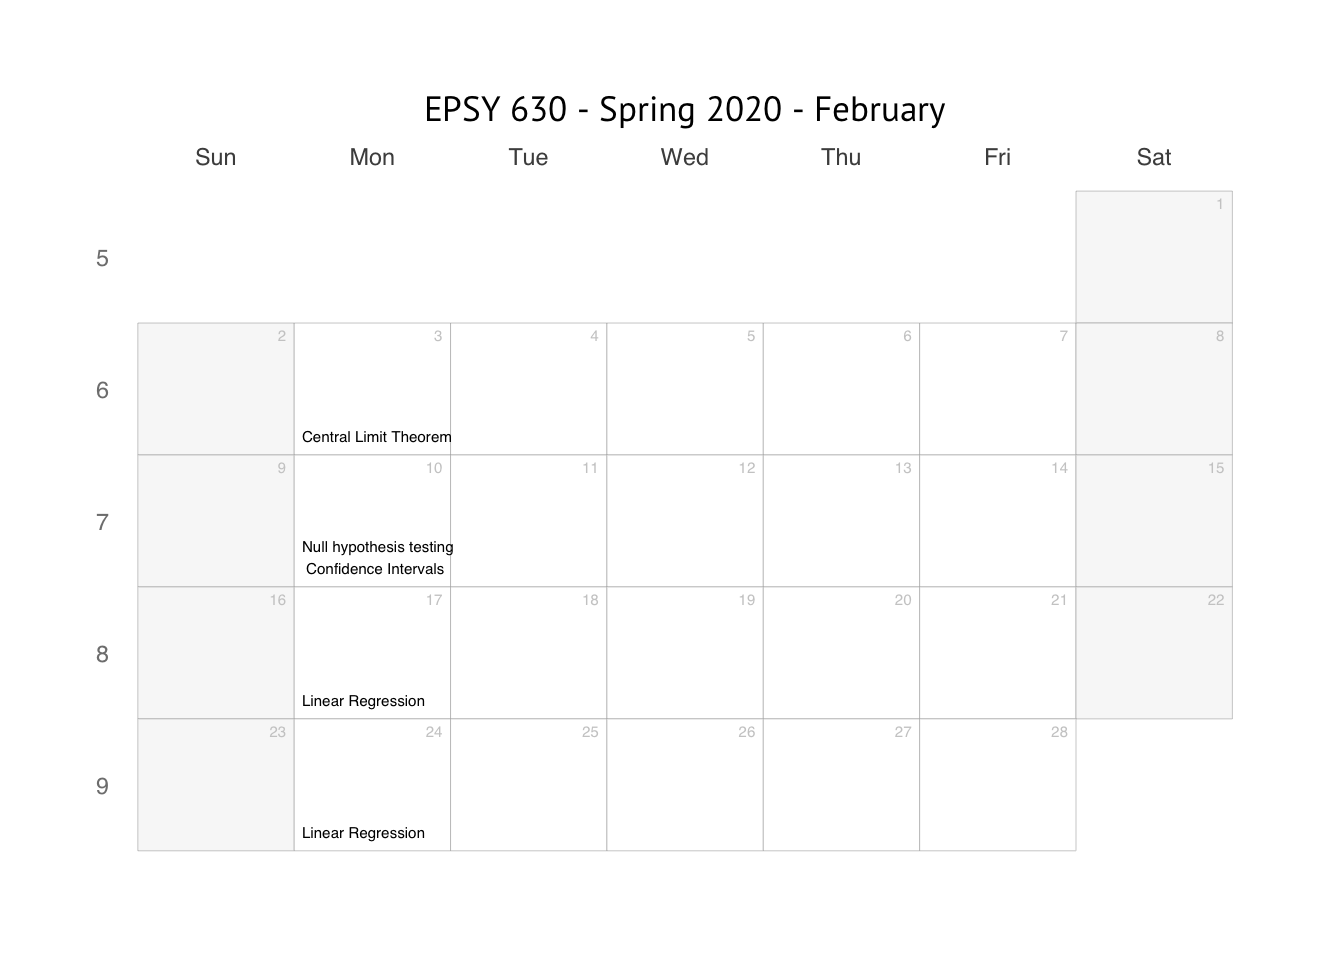 EPSY 630 - Spring 2020 - February
Sun Mon Tue Wed Thu Fri Sat
1
5
2 3 4 5 6 7 8
6
Central Limit Theorem
9 10 11 12 13 14 15
7
Null hypothesis testing
Confidence Intervals
16 17 18 19 20 21 22
8
Linear Regression
23 24 25 26 27 28
9
Linear Regression